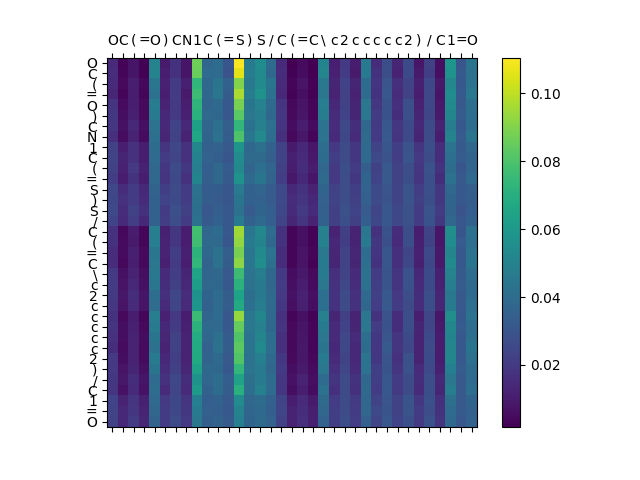 OC(=O)CN1C(=S)S/C(=C\c2ccccc2)/C1=O
O
C
(
=
O
)
C
N
1
C
(
=
S
)
S
/
C
(
=
C
\
c
2
c
c
c
c
c
2
)
/
C
1
=
O
0.10
0.08
0.06
0.04
0.02